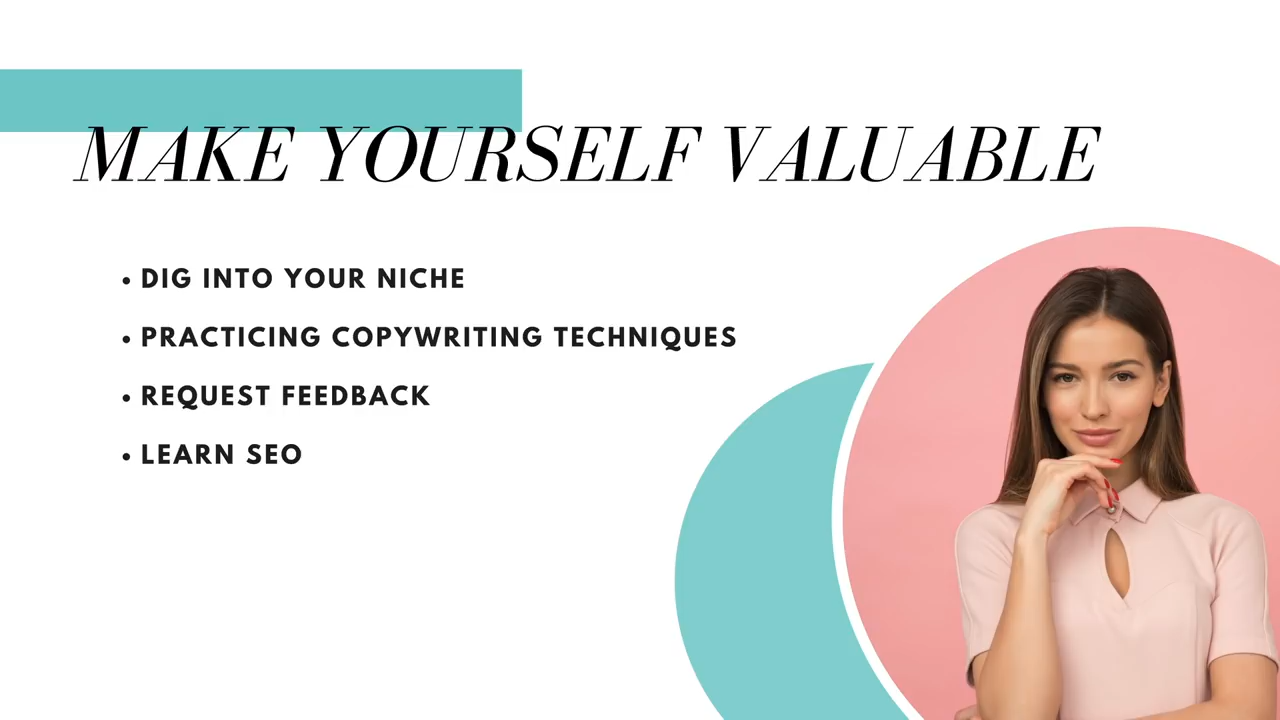 MAKE YOURSELF VALUABLE
• DIG INTO YOUR NICHE
• PRACTICING COPYWRITING TECHNIQUES
• REQUEST FEEDBACK
• LEARN SEO